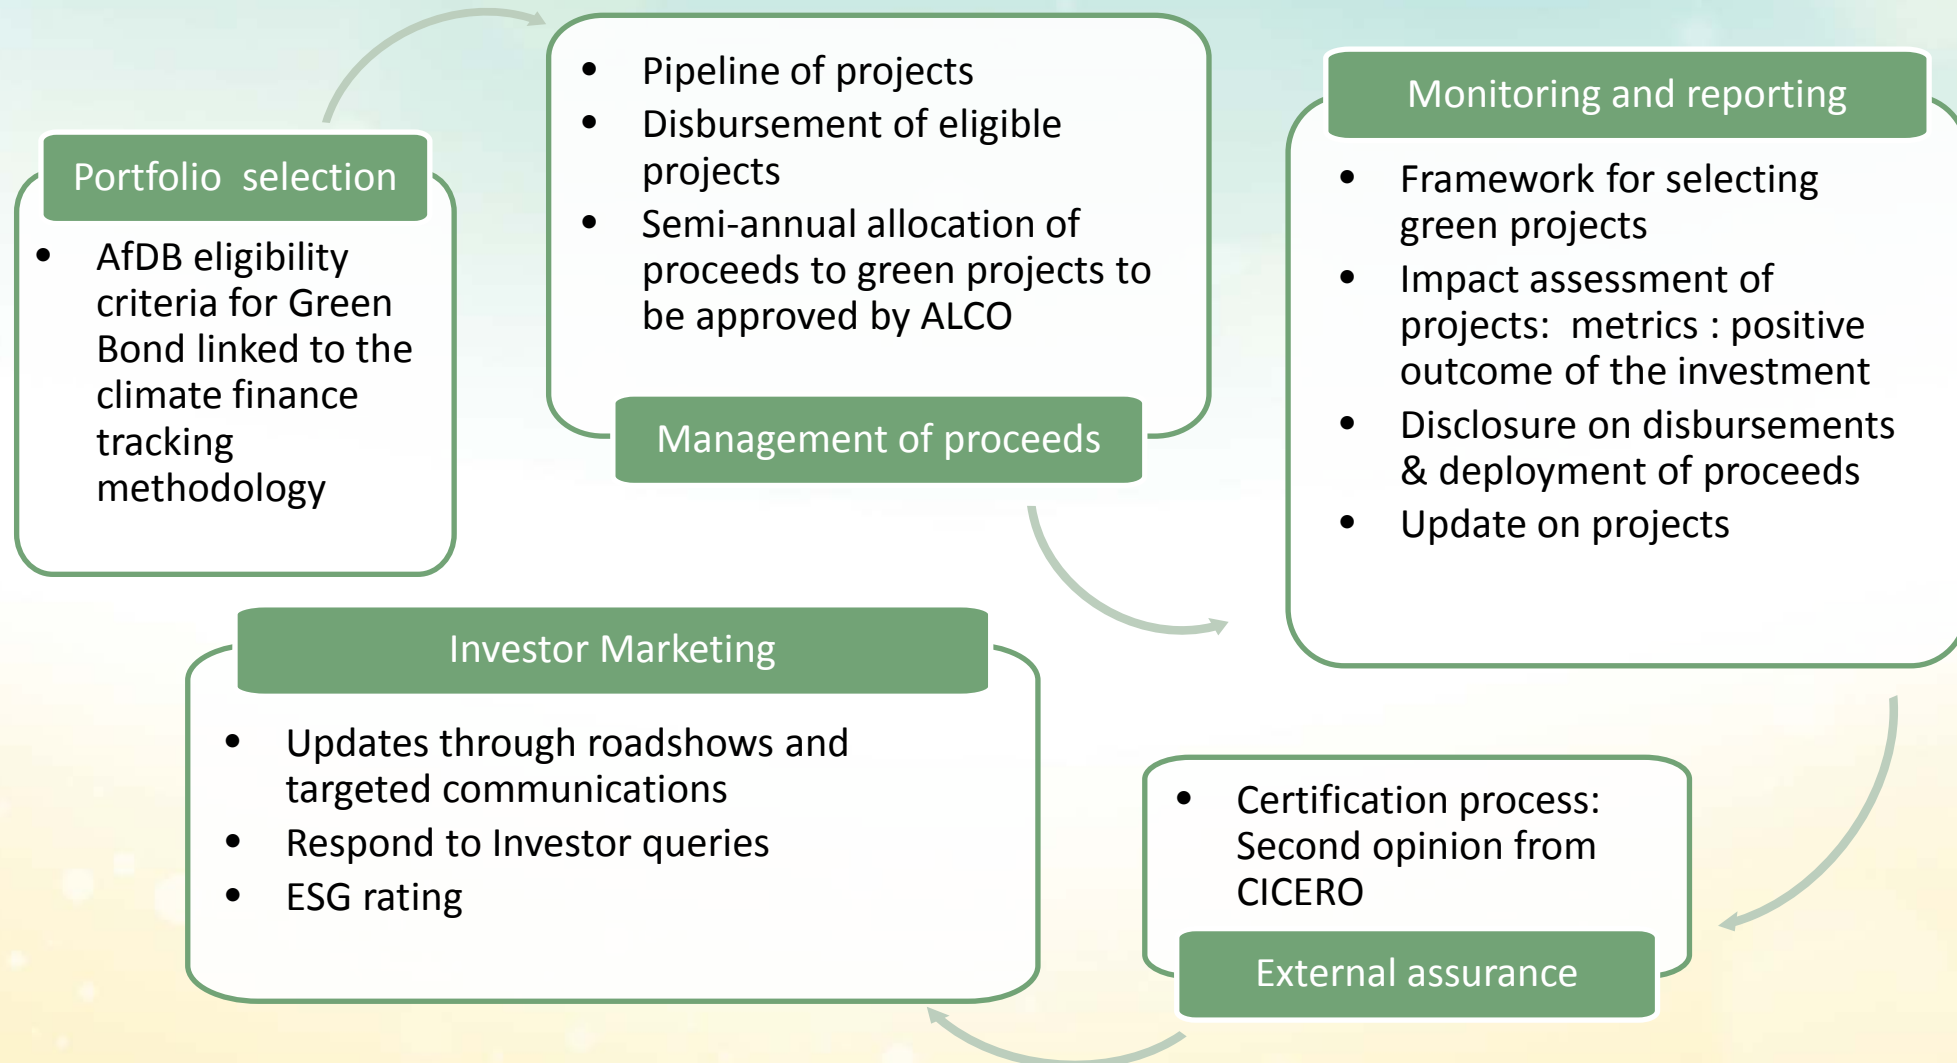 Portfolio  selection
• AfDB eligibility
criteria for Green
Bond linked to the
climate finance
tracking
methodology
• Pipeline of projects
• Disbursement of eligible
projects
• Semi-annual allocation of
proceeds to green projects to
be approved by ALCO
Management of proceeds
Monitoring and reporting
• Framework for selecting
green projects
• Impact assessment of
projects:  metrics : positive
outcome of the investment
• Disclosure on disbursements
& deployment of proceeds
• Update on projects
• Certification process:
Second opinion from
CICERO
External assurance
Investor Marketing
• Updates through roadshows and
targeted communications
• Respond to Investor queries
• ESG rating